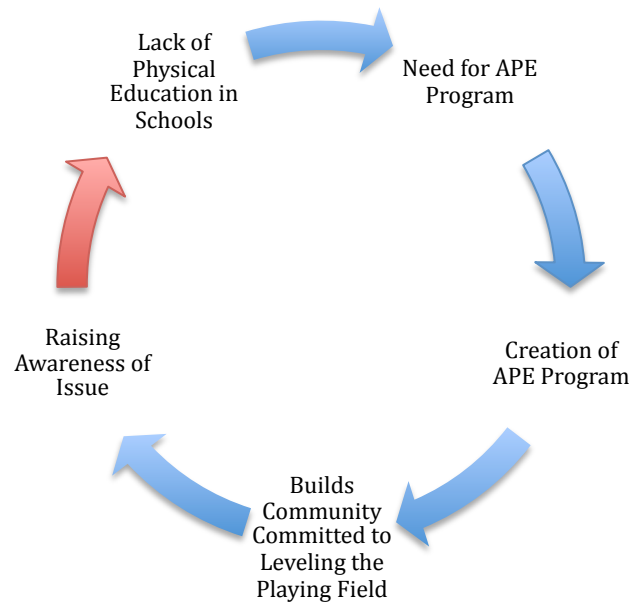 Lack of
Physical
Education in
Schools
Need for APE
Program
Creation of
APE Program
Builds
Community
Committed to
Leveling the
Playing Field
Raising
Awareness of
Issue